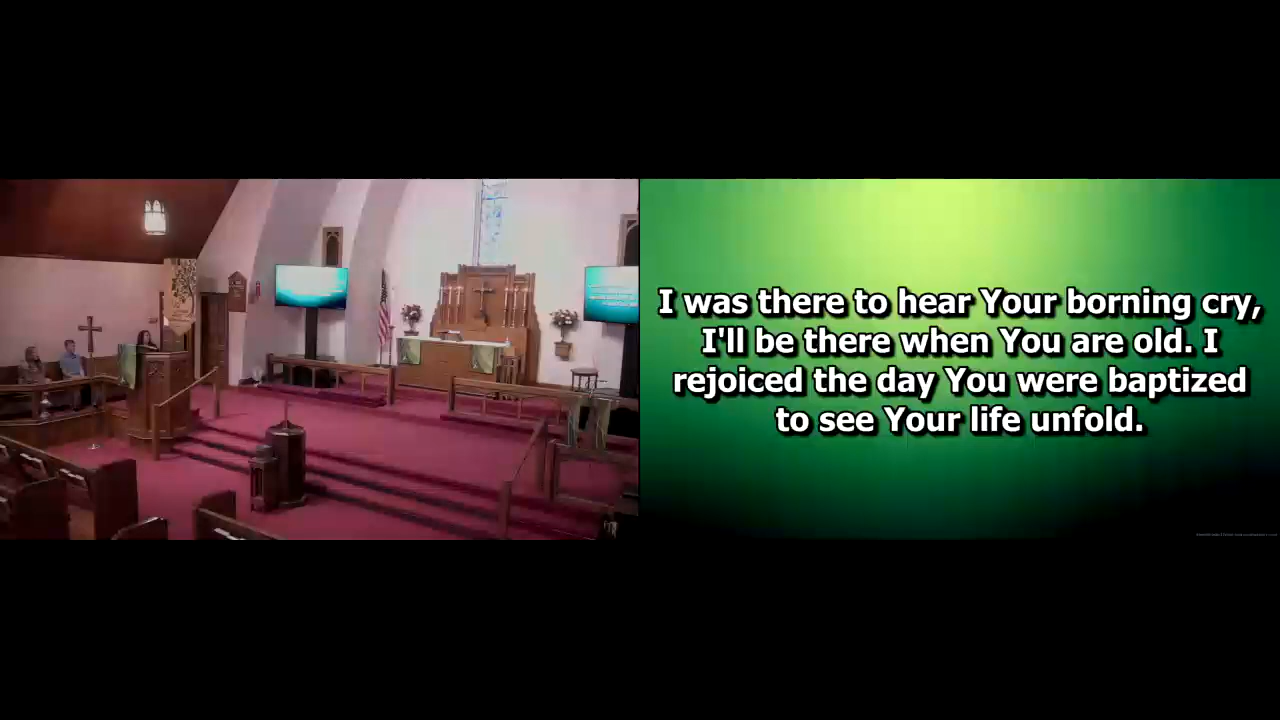 I was there to hear Your borning cry,
I'll be there when You are old. I
rejoiced the day You were baptized
to see Your life unfold.